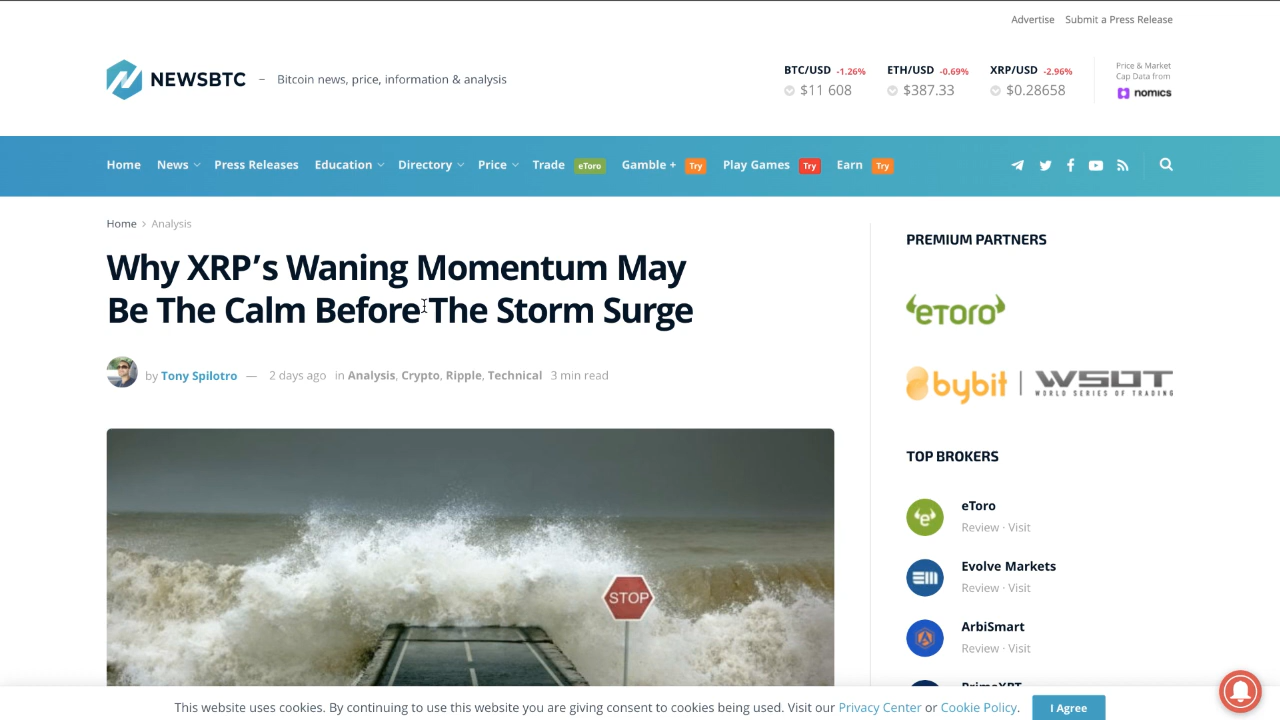 Advertise Submit a Press Release
NEWSBTC – Bitcoin news, price, information & analysis
BTC/USD -1.26% ETH/USD -0.69% XRP/USD -2.96%
$11 608 $387.33 $0.28658
Price & Market
Cap Data from
nomics
Home News Press Releases Education Directory Price Trade eToro Gamble + Try Play Games Try Earn Try
Home > Analysis
Why XRP's Waning Momentum May
Be The Calm Before The Storm Surge
by Tony Spilotro — 2 days ago in Analysis, Crypto, Ripple, Technical 3 min read
STOP
PREMIUM PARTNERS
eToro
bybit | WSOT
WORLD SERIES OF TRADING
TOP BROKERS
eToro
Review · Visit
Evolve Markets
Review · Visit
ArbiSmart
Review · Visit
PrimeXBT
This website uses cookies. By continuing to use this website you are giving consent to cookies being used. Visit our Privacy Center or Cookie Policy. I Agree